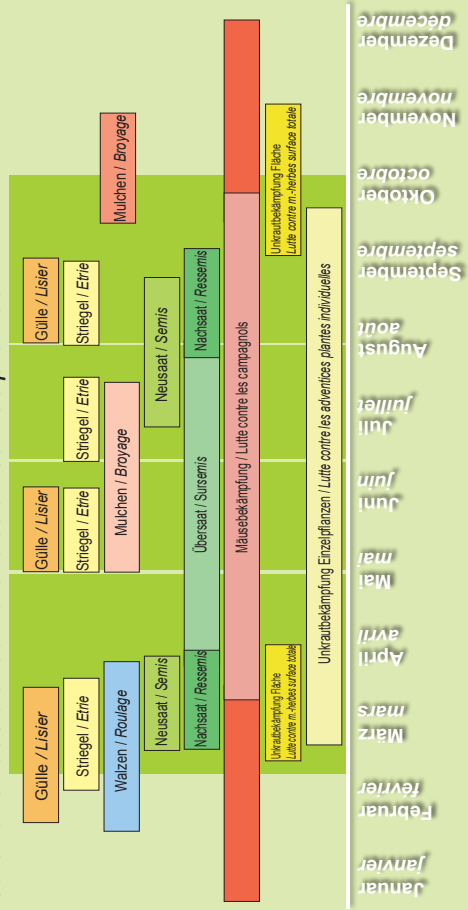 Gülle / Lisier
Gülle / Lisier
Gülle / Lisier
Striegel / Etrie
Striegel / Etrie
Striegel / Etrie
Striegel / Etrie
Walzen / Roulage
Mulchen / Broyage
Mulchen / Broyage
Neusaat / Semis
Neusaat / Semis
Nachsaat / Ressemis
Übersaat / Sursemis
Nachsaat / Ressemis
Mäusebekämpfung / Lutte contre les campagnols
Unkrautbekämpfung Fläche
Lutte contre m.-herbes surface totale
Unkrautbekämpfung Fläche
Lutte contre m.-herbes surface totale
Unkrautbekämpfung Einzelpflanzen / Lutte contre les adventices plantes individuelles
Januar
janvier
Februar
février
März
mars
April
avril
Mai
mai
Juni
juin
Juli
juillet
August
août
September
septembre
Oktober
octobre
November
novembre
Dezember
décembre